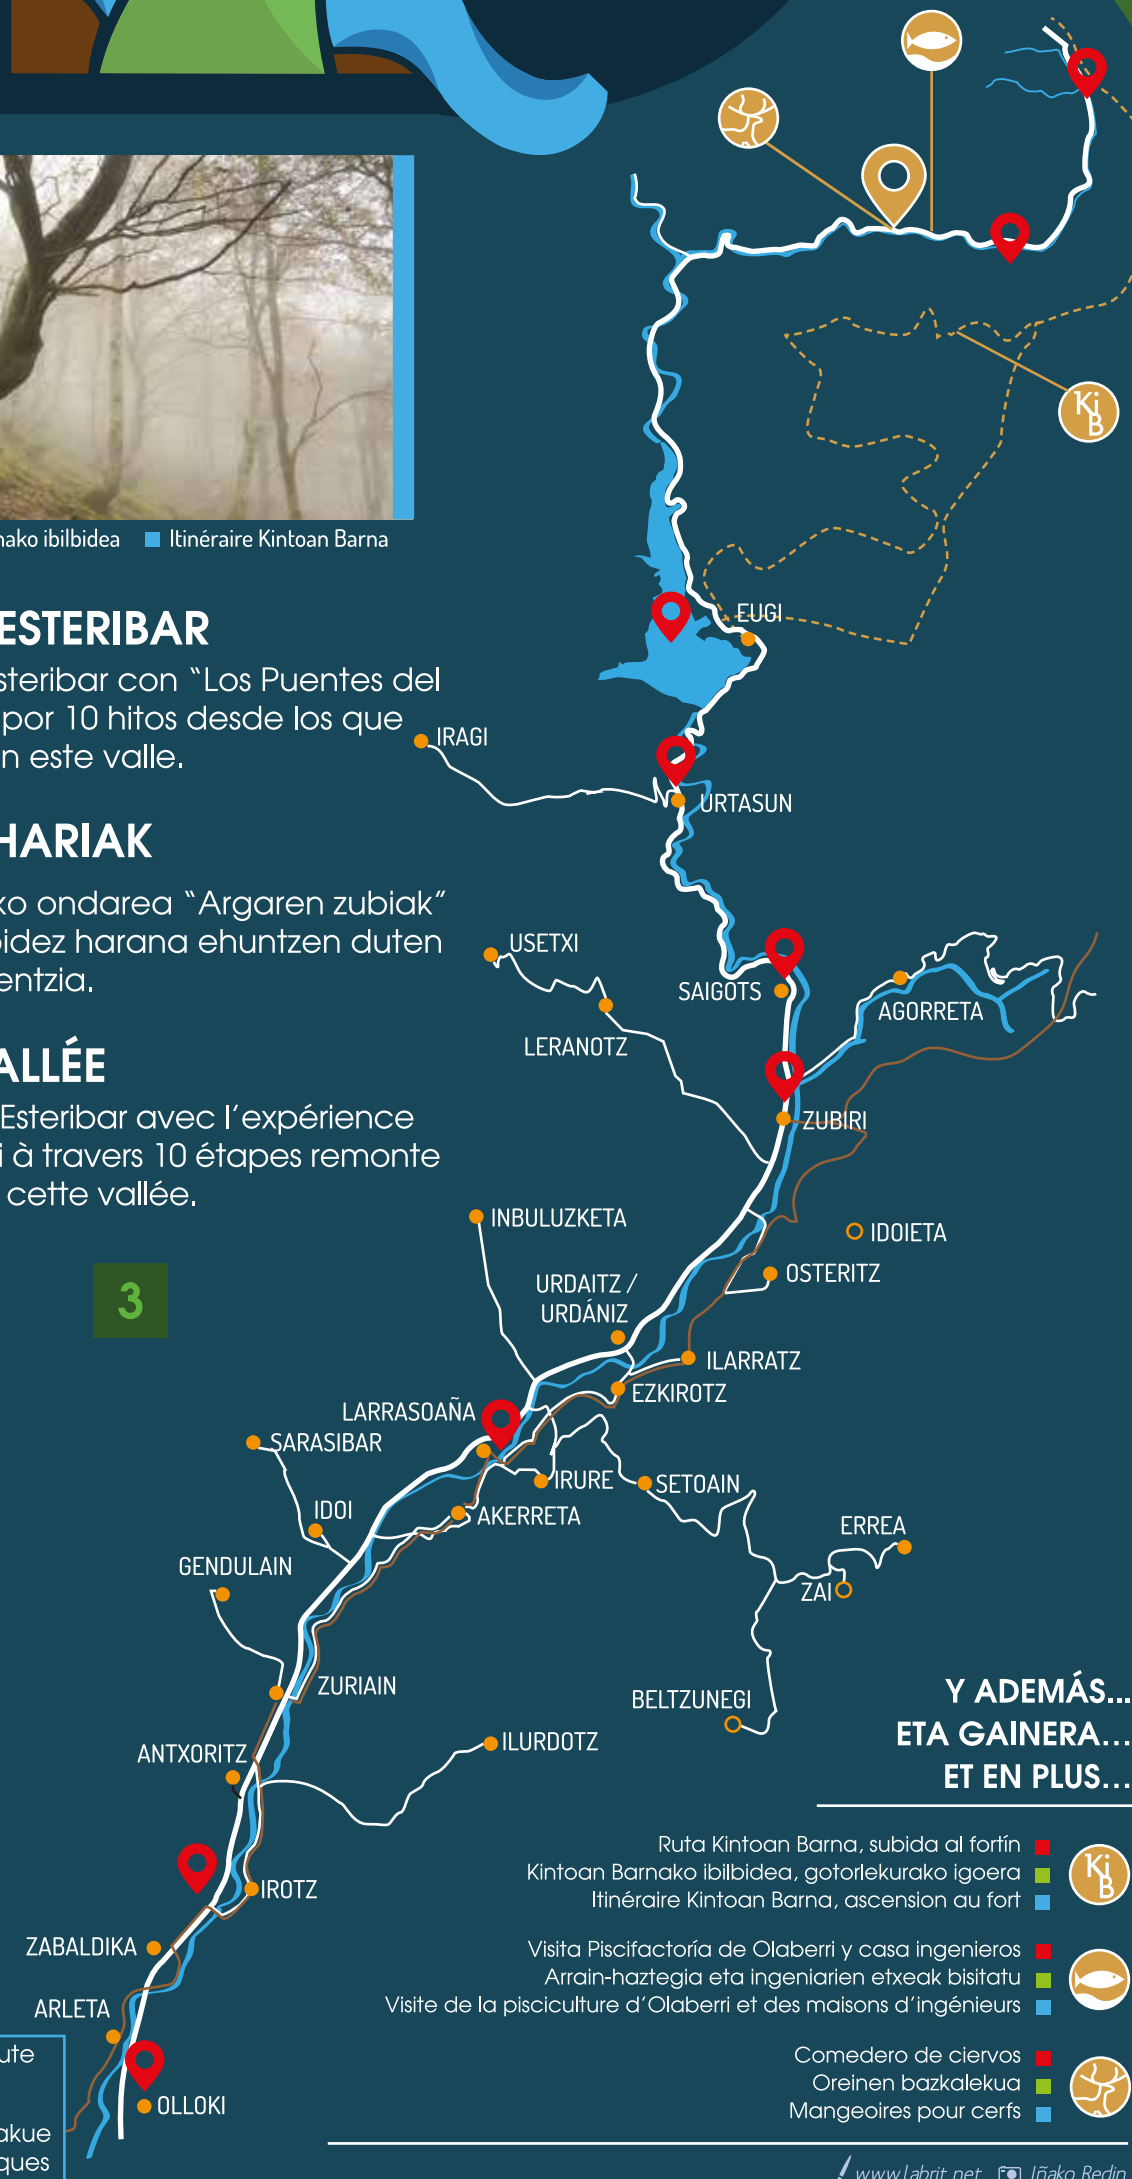 nako ibilbidea Itinéraire Kintoan Barna
ESTERIBAR
steribar con “Los Puentes del
por 10 hitos desde los que
n este valle.
HARIAK
ko ondarea “Argaren zubiak”
bidez harana ehuntzen duten
entzia.
ALLÉE
Esteribar avec l’expérience
i à travers 10 étapes remonte
cette vallée.
3
KiB
EUGI
IRAGI
URTASUN
USETXI
SAIGOTS
AGORRETA
LERANOTZ
ZUBIRI
INBULUZKETA
IDOIETA
OSTERITZ
URDAITZ /
URDÁNIZ
ILARRATZ
EZKIROTZ
LARRASOAÑA
SARASIBAR
IRURE
SETOAIN
IDOI
AKERRETA
ERREA
GENDULAIN
ZAI
ZURIAIN
BELTZUNEGI
ILURDOTZ
ANTXORITZ
IROTZ
ZABALDIKA
ARLETA
OLLOKI
Y ADEMÁS...
ETA GAINERA...
ET EN PLUS...
Ruta Kintoan Barna, subida al fortín
Kintoan Barnako ibilbidea, gotorlekurako igoera
Itinéraire Kintoan Barna, ascension au fort
KiB
Visita Piscifactoría de Olaberri y casa ingenieros
Arrain-haztegia eta ingeniarien etxeak bisitatu
Visite de la pisciculture d’Olaberri et des maisons d’ingénieurs
Comedero de ciervos
Oreinen bazkalekua
Mangeoires pour cerfs
ute
akue
ques
www.labrit.net Iñako Redin